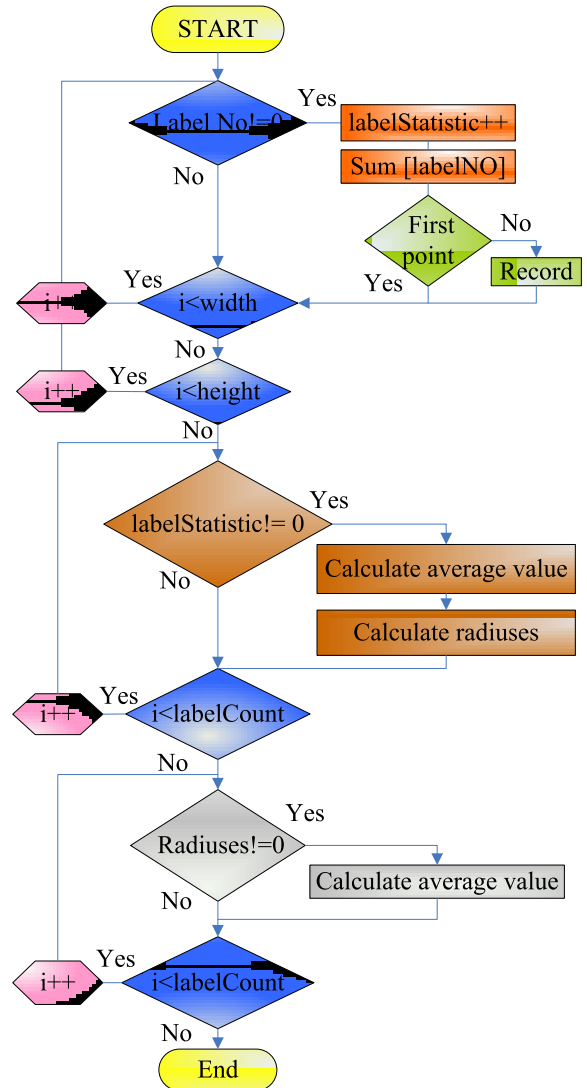 START
Label No!=0
Yes
labelStatistic++
Sum [labelNO]
No
First
point
No
Record
Yes
i++
Yes
i<width
No
i++
Yes
i<height
No
labelStatistic!= 0
Yes
Calculate average value
No
Calculate radiuses
i++
Yes
i<labelCount
No
Radiuses!=0
Yes
Calculate average value
No
i++
Yes
i<labelCount
No
End